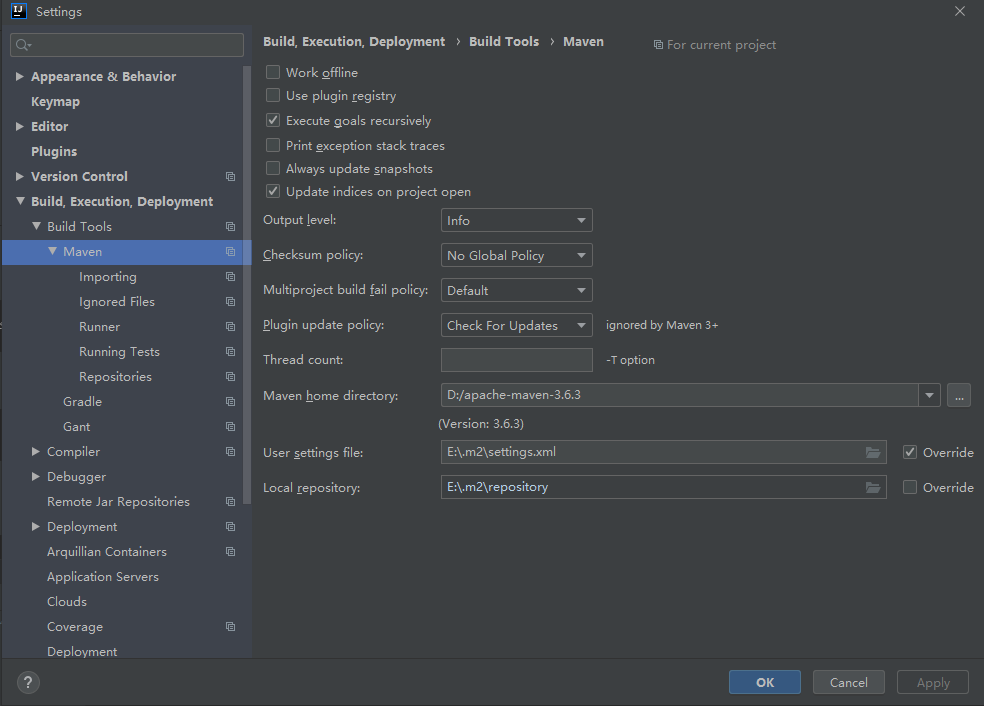 Settings
Build, Execution, Deployment › Build Tools › Maven For current project
Appearance & Behavior
Keymap
Editor
Plugins
Version Control
Build, Execution, Deployment
Build Tools
Maven
Importing
Ignored Files
Runner
Running Tests
Repositories
Gradle
Gant
Compiler
Debugger
Remote Jar Repositories
Deployment
Arquillian Containers
Application Servers
Clouds
Coverage
Deployment
Work offline
Use plugin registry
Execute goals recursively
Print exception stack traces
Always update snapshots
Update indices on project open
Output level: Info
Checksum policy: No Global Policy
Multiproject build fail policy: Default
Plugin update policy: Check For Updates ignored by Maven 3+
Thread count: -T option
Maven home directory: D:/apache-maven-3.6.3 ...
(Version: 3.6.3)
User settings file: E:\.m2\settings.xml Override
Local repository: E:\.m2\repository Override
? OK Cancel Apply